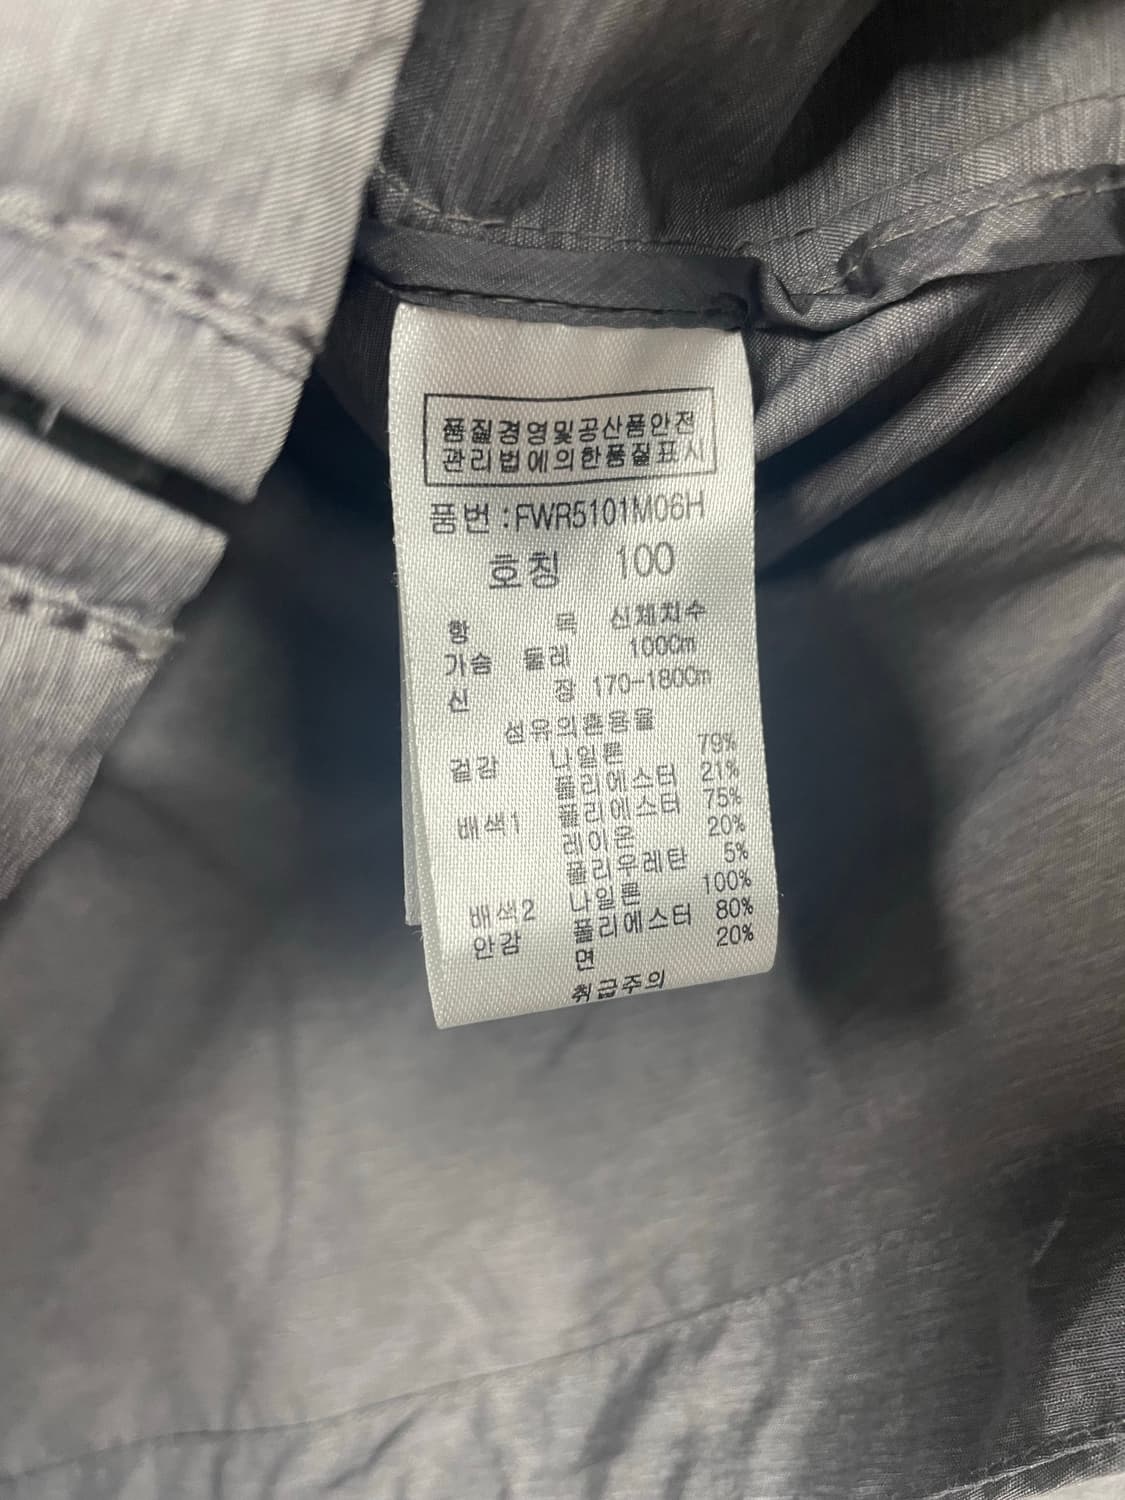 품질경영및공산품안전
관리법에의한품질표시
품번 :FWR5101M06H
호칭 100
항 목 신체치수
가슴 둘레 100Cm
신 장 170-180Cm
섬유의혼용율
겉감 나일론 79%
폴리에스터 21%
배색1 폴리에스터 75%
레이온 20%
폴리우레탄 5%
배색2 나일론 100%
안감 폴리에스터 80%
면 20%
취급주의